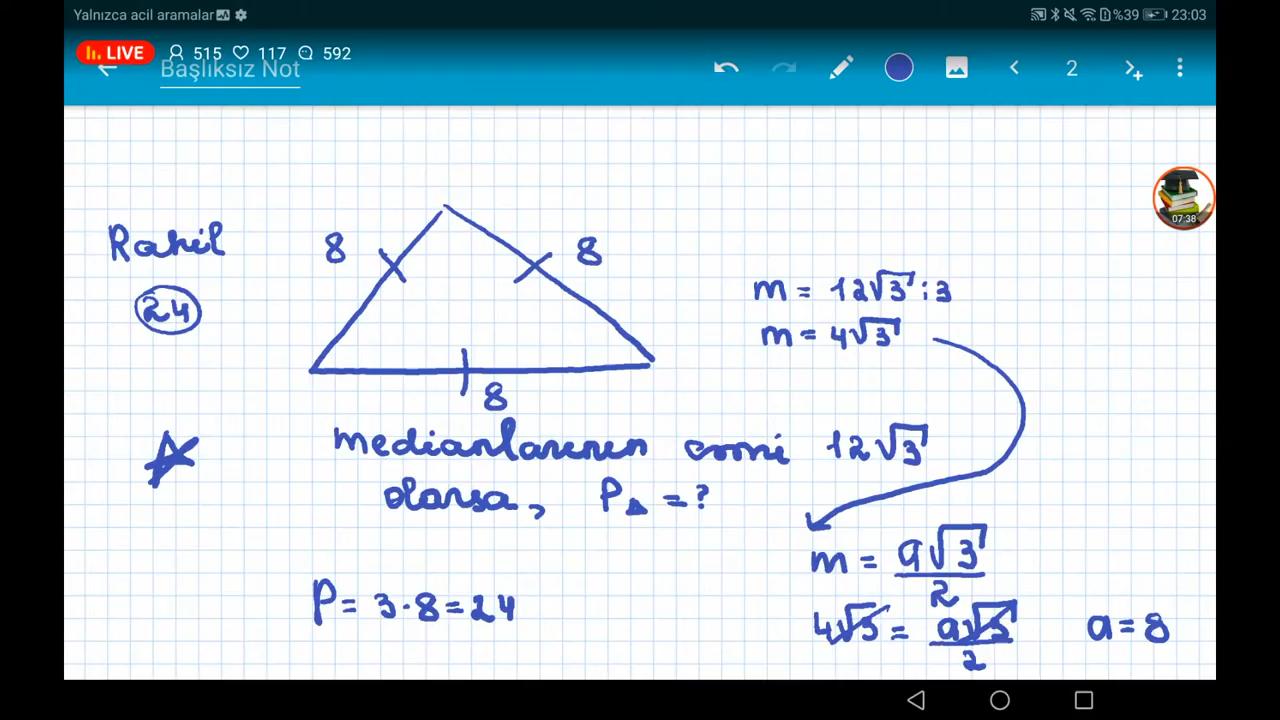 Yalnızca acil aramalar
%39 23:03
LIVE 515 117 592
Başlıksız Not
2
07:38
Rahil
24
8
8
8
m = 12√3 : 3
m = 4√3
medianlarının cəmi 12√3
olarsa, P△ = ?
m = a√3/2
4√3 = a√3/2
a = 8
P = 3·8 = 24